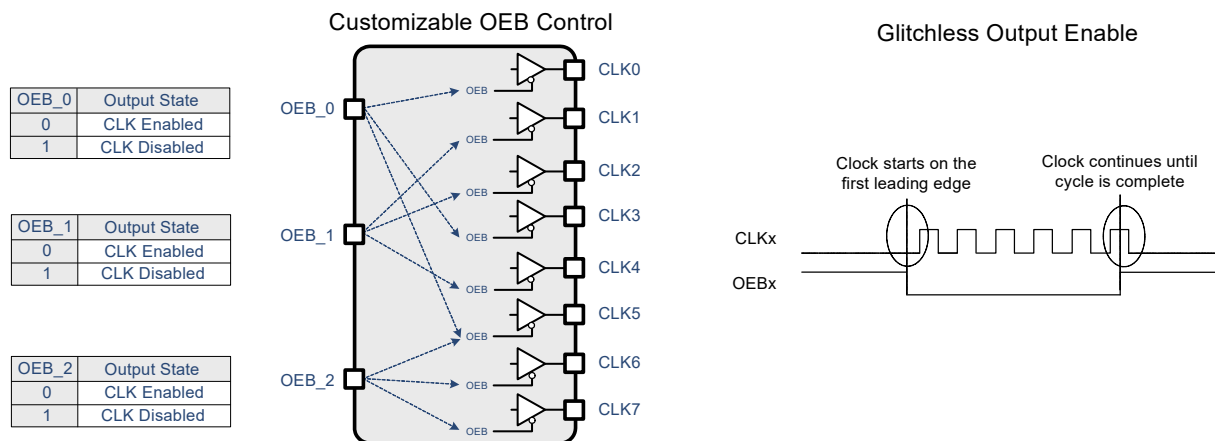 Customizable OEB Control
Glitchless Output Enable
OEB_0 Output State
0 CLK Enabled
1 CLK Disabled
OEB_1 Output State
0 CLK Enabled
1 CLK Disabled
OEB_2 Output State
0 CLK Enabled
1 CLK Disabled
OEB_0
OEB_1
OEB_2
OEB
OEB
OEB
OEB
OEB
OEB
OEB
OEB
CLK0
CLK1
CLK2
CLK3
CLK4
CLK5
CLK6
CLK7
Clock starts on the
first leading edge
Clock continues until
cycle is complete
CLKx
OEBx